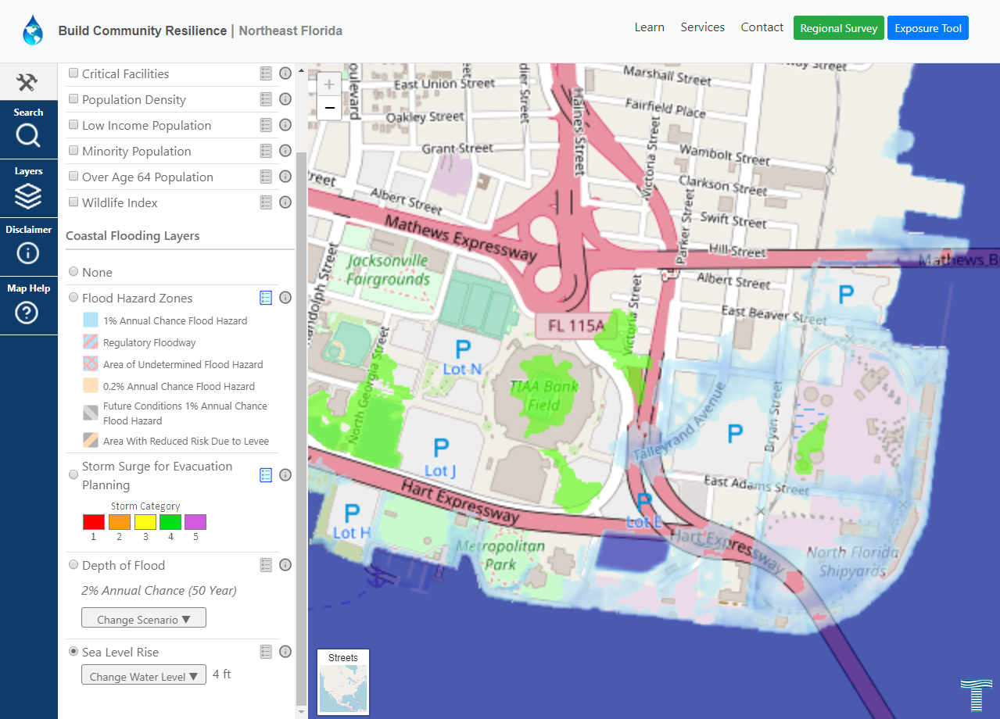 Build Community Resilience | Northeast Florida
Learn
Services
Contact
Regional Survey
Exposure Tool
Search
Layers
Disclaimer
Map Help
Critical Facilities
Population Density
Low Income Population
Minority Population
Over Age 64 Population
Wildlife Index
Coastal Flooding Layers
None
Flood Hazard Zones
1% Annual Chance Flood Hazard
Regulatory Floodway
Area of Undetermined Flood Hazard
0.2% Annual Chance Flood Hazard
Future Conditions 1% Annual Chance
Flood Hazard
Area With Reduced Risk Due to Levee
Storm Surge for Evacuation
Planning
Storm Category
1 2 3 4 5
Depth of Flood
2% Annual Chance (50 Year)
Change Scenario ▼
Sea Level Rise
Change Water Level ▼ 4 ft
+
−
East Union Street
Oakley Street
Grant Street
Haines Street
Marshall Street
Fairfield Place
Victoria Street
Wambolt Street
Clarkson Street
Swift Street
Parker Street
Hill Street
Albert Street
Mathews Expressway
Mathews B
Albert Street
East Beaver Street
Jacksonville
Fairgrounds
FL 115A
Victoria Street
P
P
Lot N
North Georgia Street
TIAA Bank
Field
Talleyrand Avenue
P
Bryan Street
P
Lot J
East Adams Street
Hart Expressway
P
Lot H
P
Lot E
Hart Expressway
Metropolitan
Park
North Florida
Shipyards
Streets